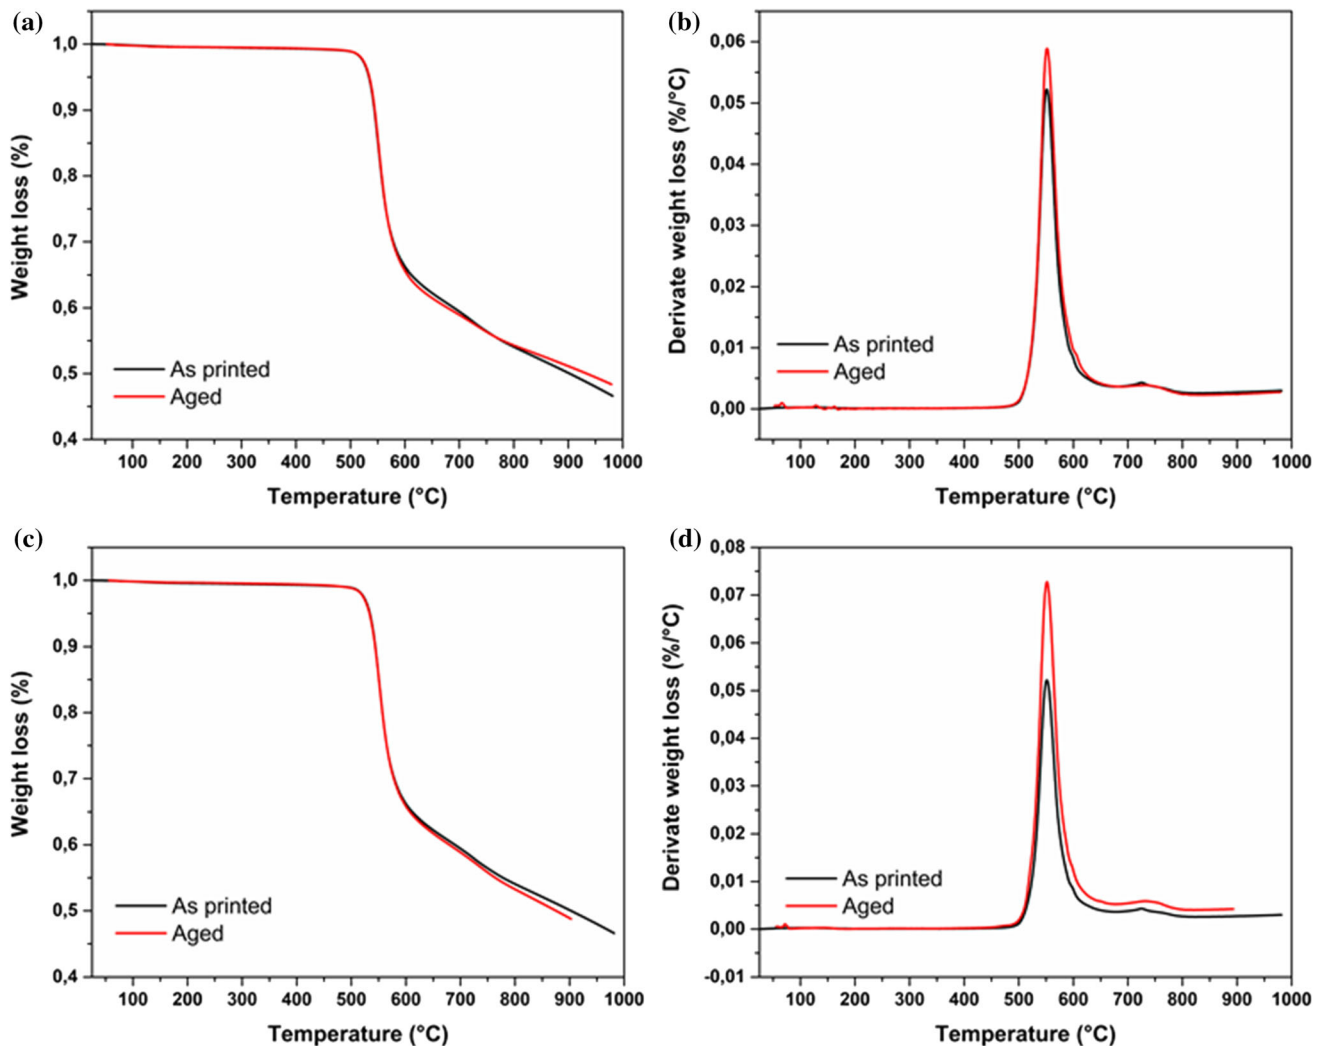 (a)
1,0
0,9
0,8
0,7
0,6
0,5
0,4
Weight loss (%)
As printed
Aged
100 200 300 400 500 600 700 800 900 1000
Temperature (°C)
(b)
0,06
0,05
0,04
0,03
0,02
0,01
0,00
Derivate weight loss (%/°C)
As printed
Aged
100 200 300 400 500 600 700 800 900 1000
Temperature (°C)
(c)
1,0
0,9
0,8
0,7
0,6
0,5
0,4
Weight loss (%)
As printed
Aged
100 200 300 400 500 600 700 800 900 1000
Temperature (°C)
(d)
0,08
0,07
0,06
0,05
0,04
0,03
0,02
0,01
0,00
-0,01
Derivate weight loss (%/°C)
As printed
Aged
100 200 300 400 500 600 700 800 900 1000
Temperature (°C)